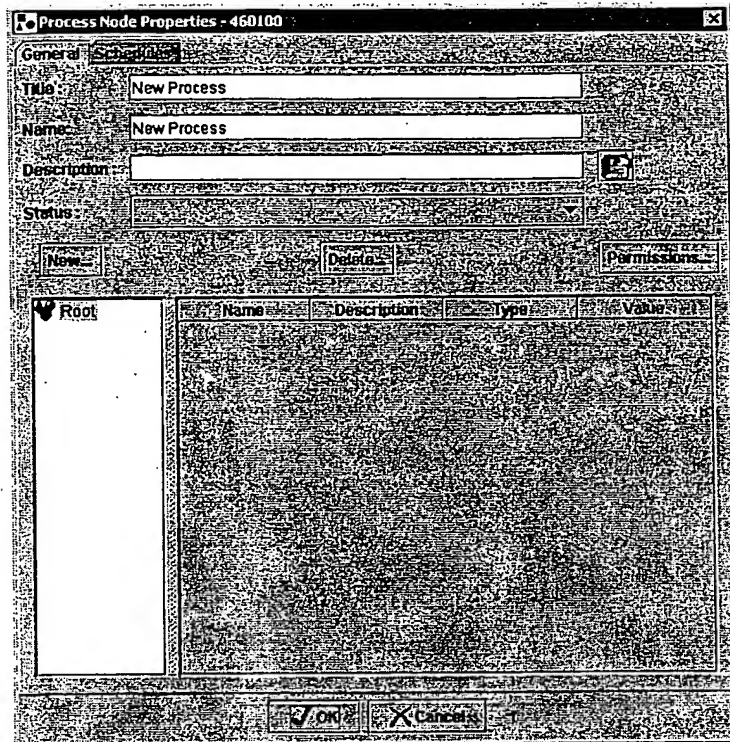 Process Node Properties - 460100
General Schedules
Title: New Process
Name: New Process
Description:
Status:
New... Delete... Permissions...
Root
Name Description Type Value
OK Cancel